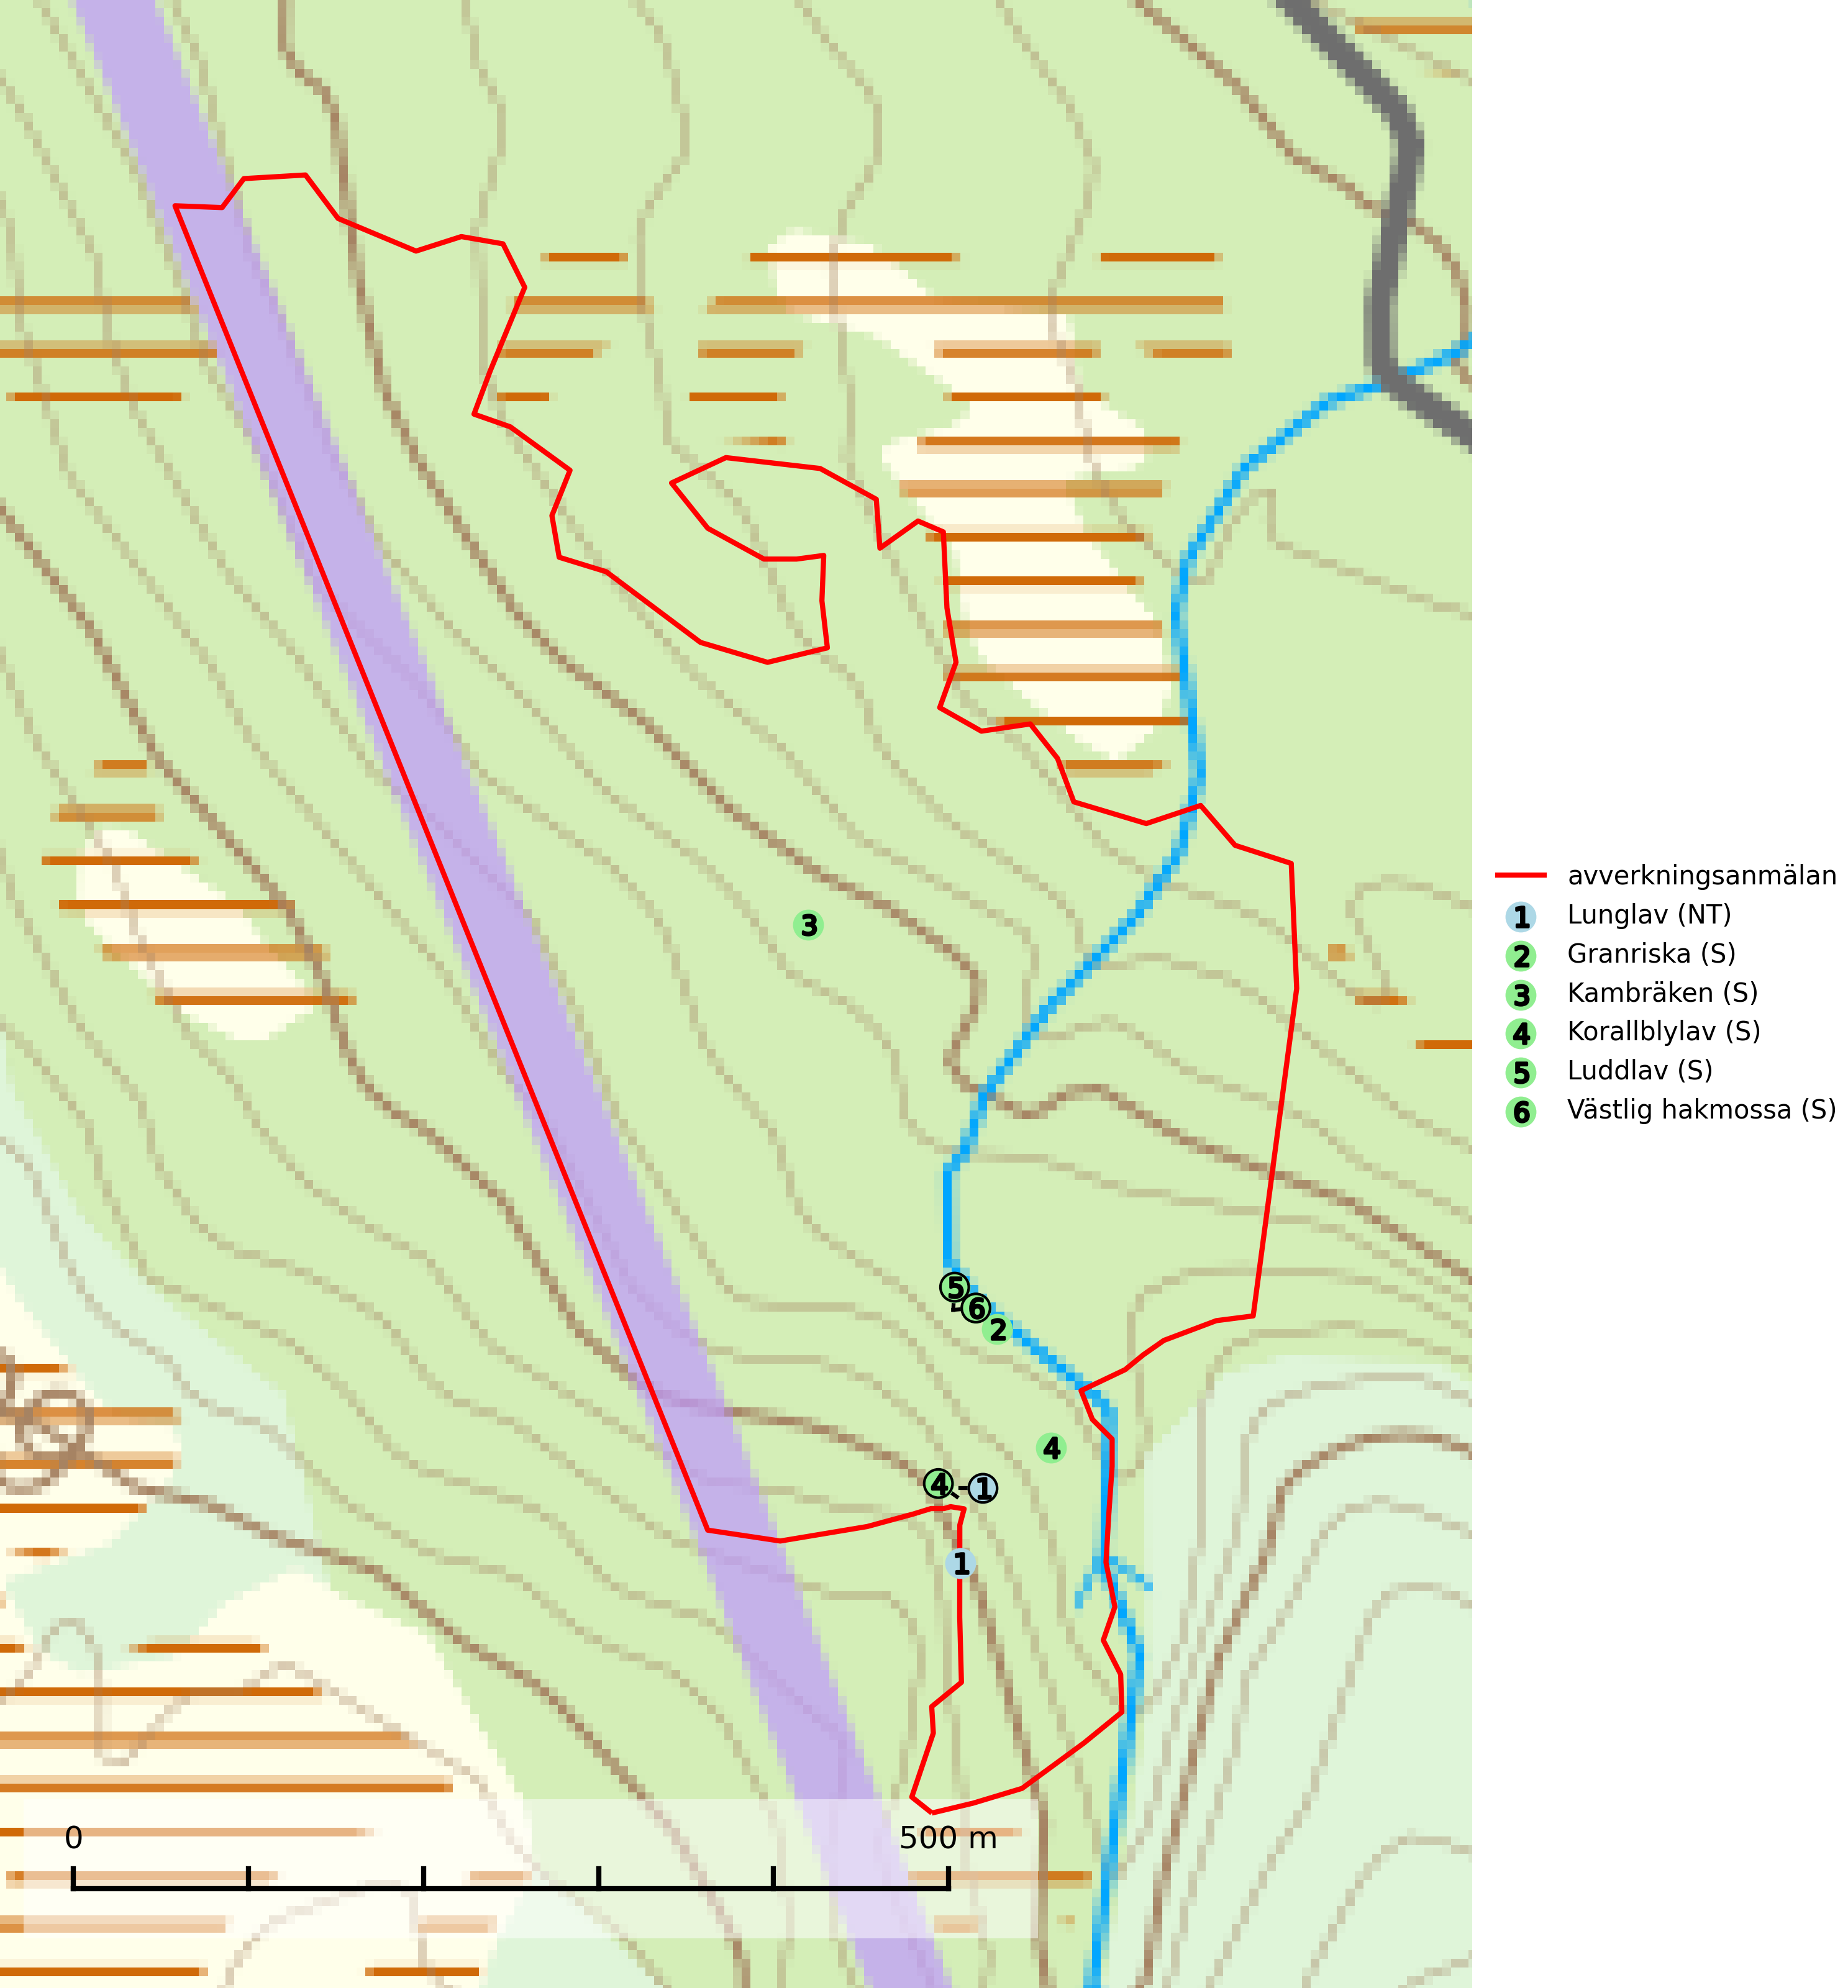 3
5
6
2
4
4
1
1
0
500 m
avverkningsanmälan
1 Lunglav (NT)
2 Granriska (S)
3 Kambräken (S)
4 Korallblylav (S)
5 Luddlav (S)
6 Västlig hakmossa (S)